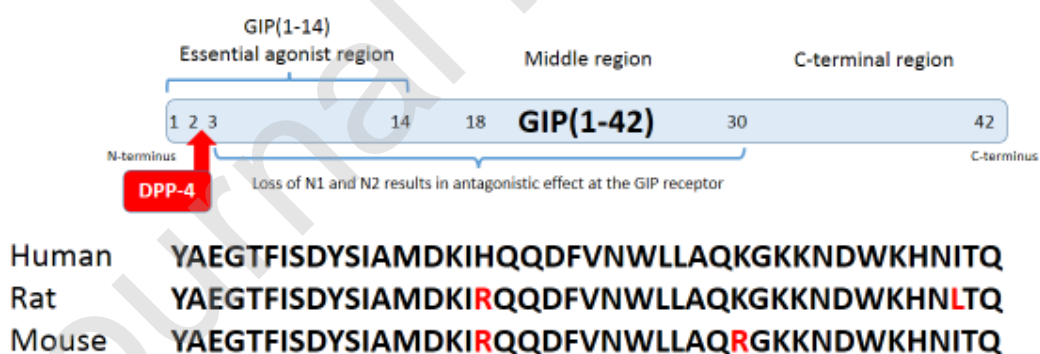 GIP(1-14)
Essential agonist region
Middle region
C-terminal region
1 2 3 14 18 GIP(1-42) 30 42
N-terminus
C-terminus
DPP-4
Loss of N1 and N2 results in antagonistic effect at the GIP receptor
Human YAEGTFISDYSIAMDKIHQQDFVNWLLAQKGKKNDWKHNITQ
Rat YAEGTFISDYSIAMDKIRQQDFVNWLLAQKGKKNDWKHNLTQ
Mouse YAEGTFISDYSIAMDKIRQQDFVNWLLAQRGKKNDWKHNITQ